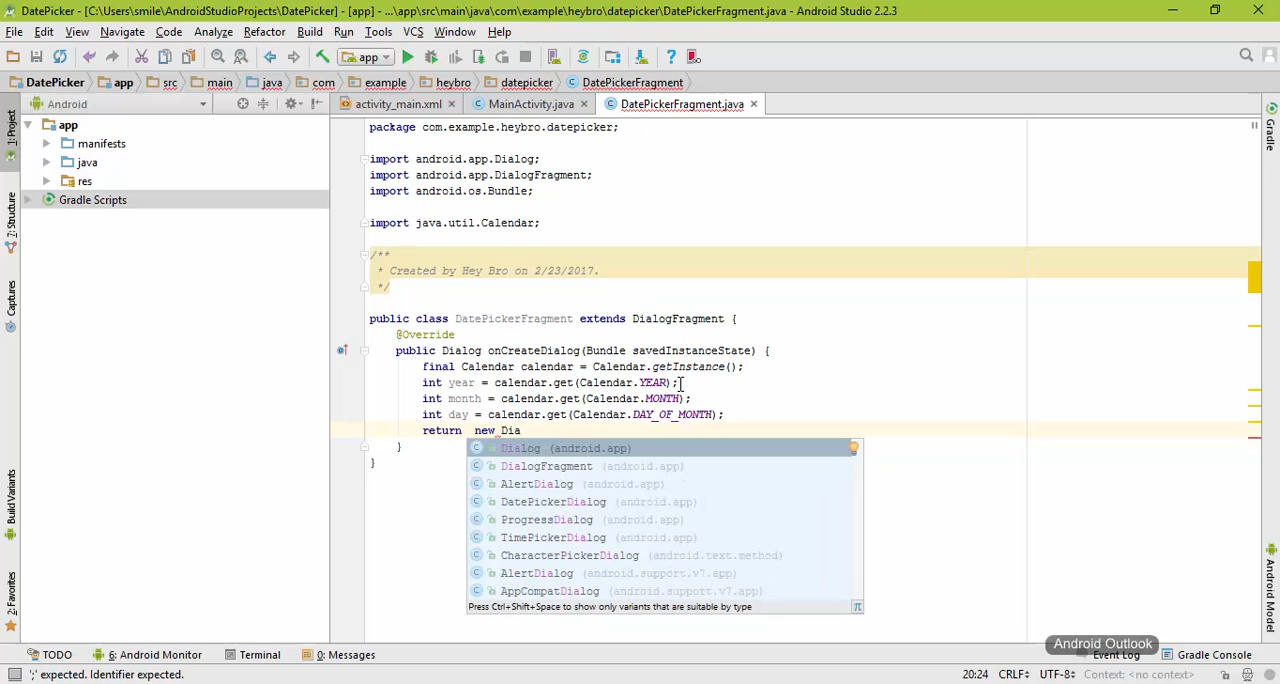 DatePicker - [C:\Users\smile\AndroidStudioProjects\DatePicker] - [app] - ...\app\src\main\java\com\example\heybro\datepicker\DatePickerFragment.java - Android Studio 2.2.3
File Edit View Navigate Code Analyze Refactor Build Run Tools VCS Window Help
app
DatePicker app src main java com example heybro datepicker DatePickerFragment
Android
activity_main.xml MainActivity.java DatePickerFragment.java
1: Project
7: Structure
Captures
Build Variants
2: Favorites
app
manifests
java
res
Gradle Scripts
package com.example.heybro.datepicker;
import android.app.Dialog;
import android.app.DialogFragment;
import android.os.Bundle;
import java.util.Calendar;
/**
* Created by Hey Bro on 2/23/2017.
*/
public class DatePickerFragment extends DialogFragment {
@Override
public Dialog onCreateDialog(Bundle savedInstanceState) {
final Calendar calendar = Calendar.getInstance();
int year = calendar.get(Calendar.YEAR);
int month = calendar.get(Calendar.MONTH);
int day = calendar.get(Calendar.DAY_OF_MONTH);
return  new Dia
}
}
Dialog (android.app)
DialogFragment (android.app)
AlertDialog (android.app)
DatePickerDialog (android.app)
ProgressDialog (android.app)
TimePickerDialog (android.app)
CharacterPickerDialog (android.text.method)
AlertDialog (android.support.v7.app)
AppCompatDialog (android.support.v7.app)
Press Ctrl+Shift+Space to show only variants that are suitable by type
π
Gradle
Android Model
Android Outlook
TODO 6: Android Monitor Terminal 0: Messages Event Log Gradle Console
';' expected. Identifier expected. 20:24 CRLF÷ UTF-8÷ Context: <no context>